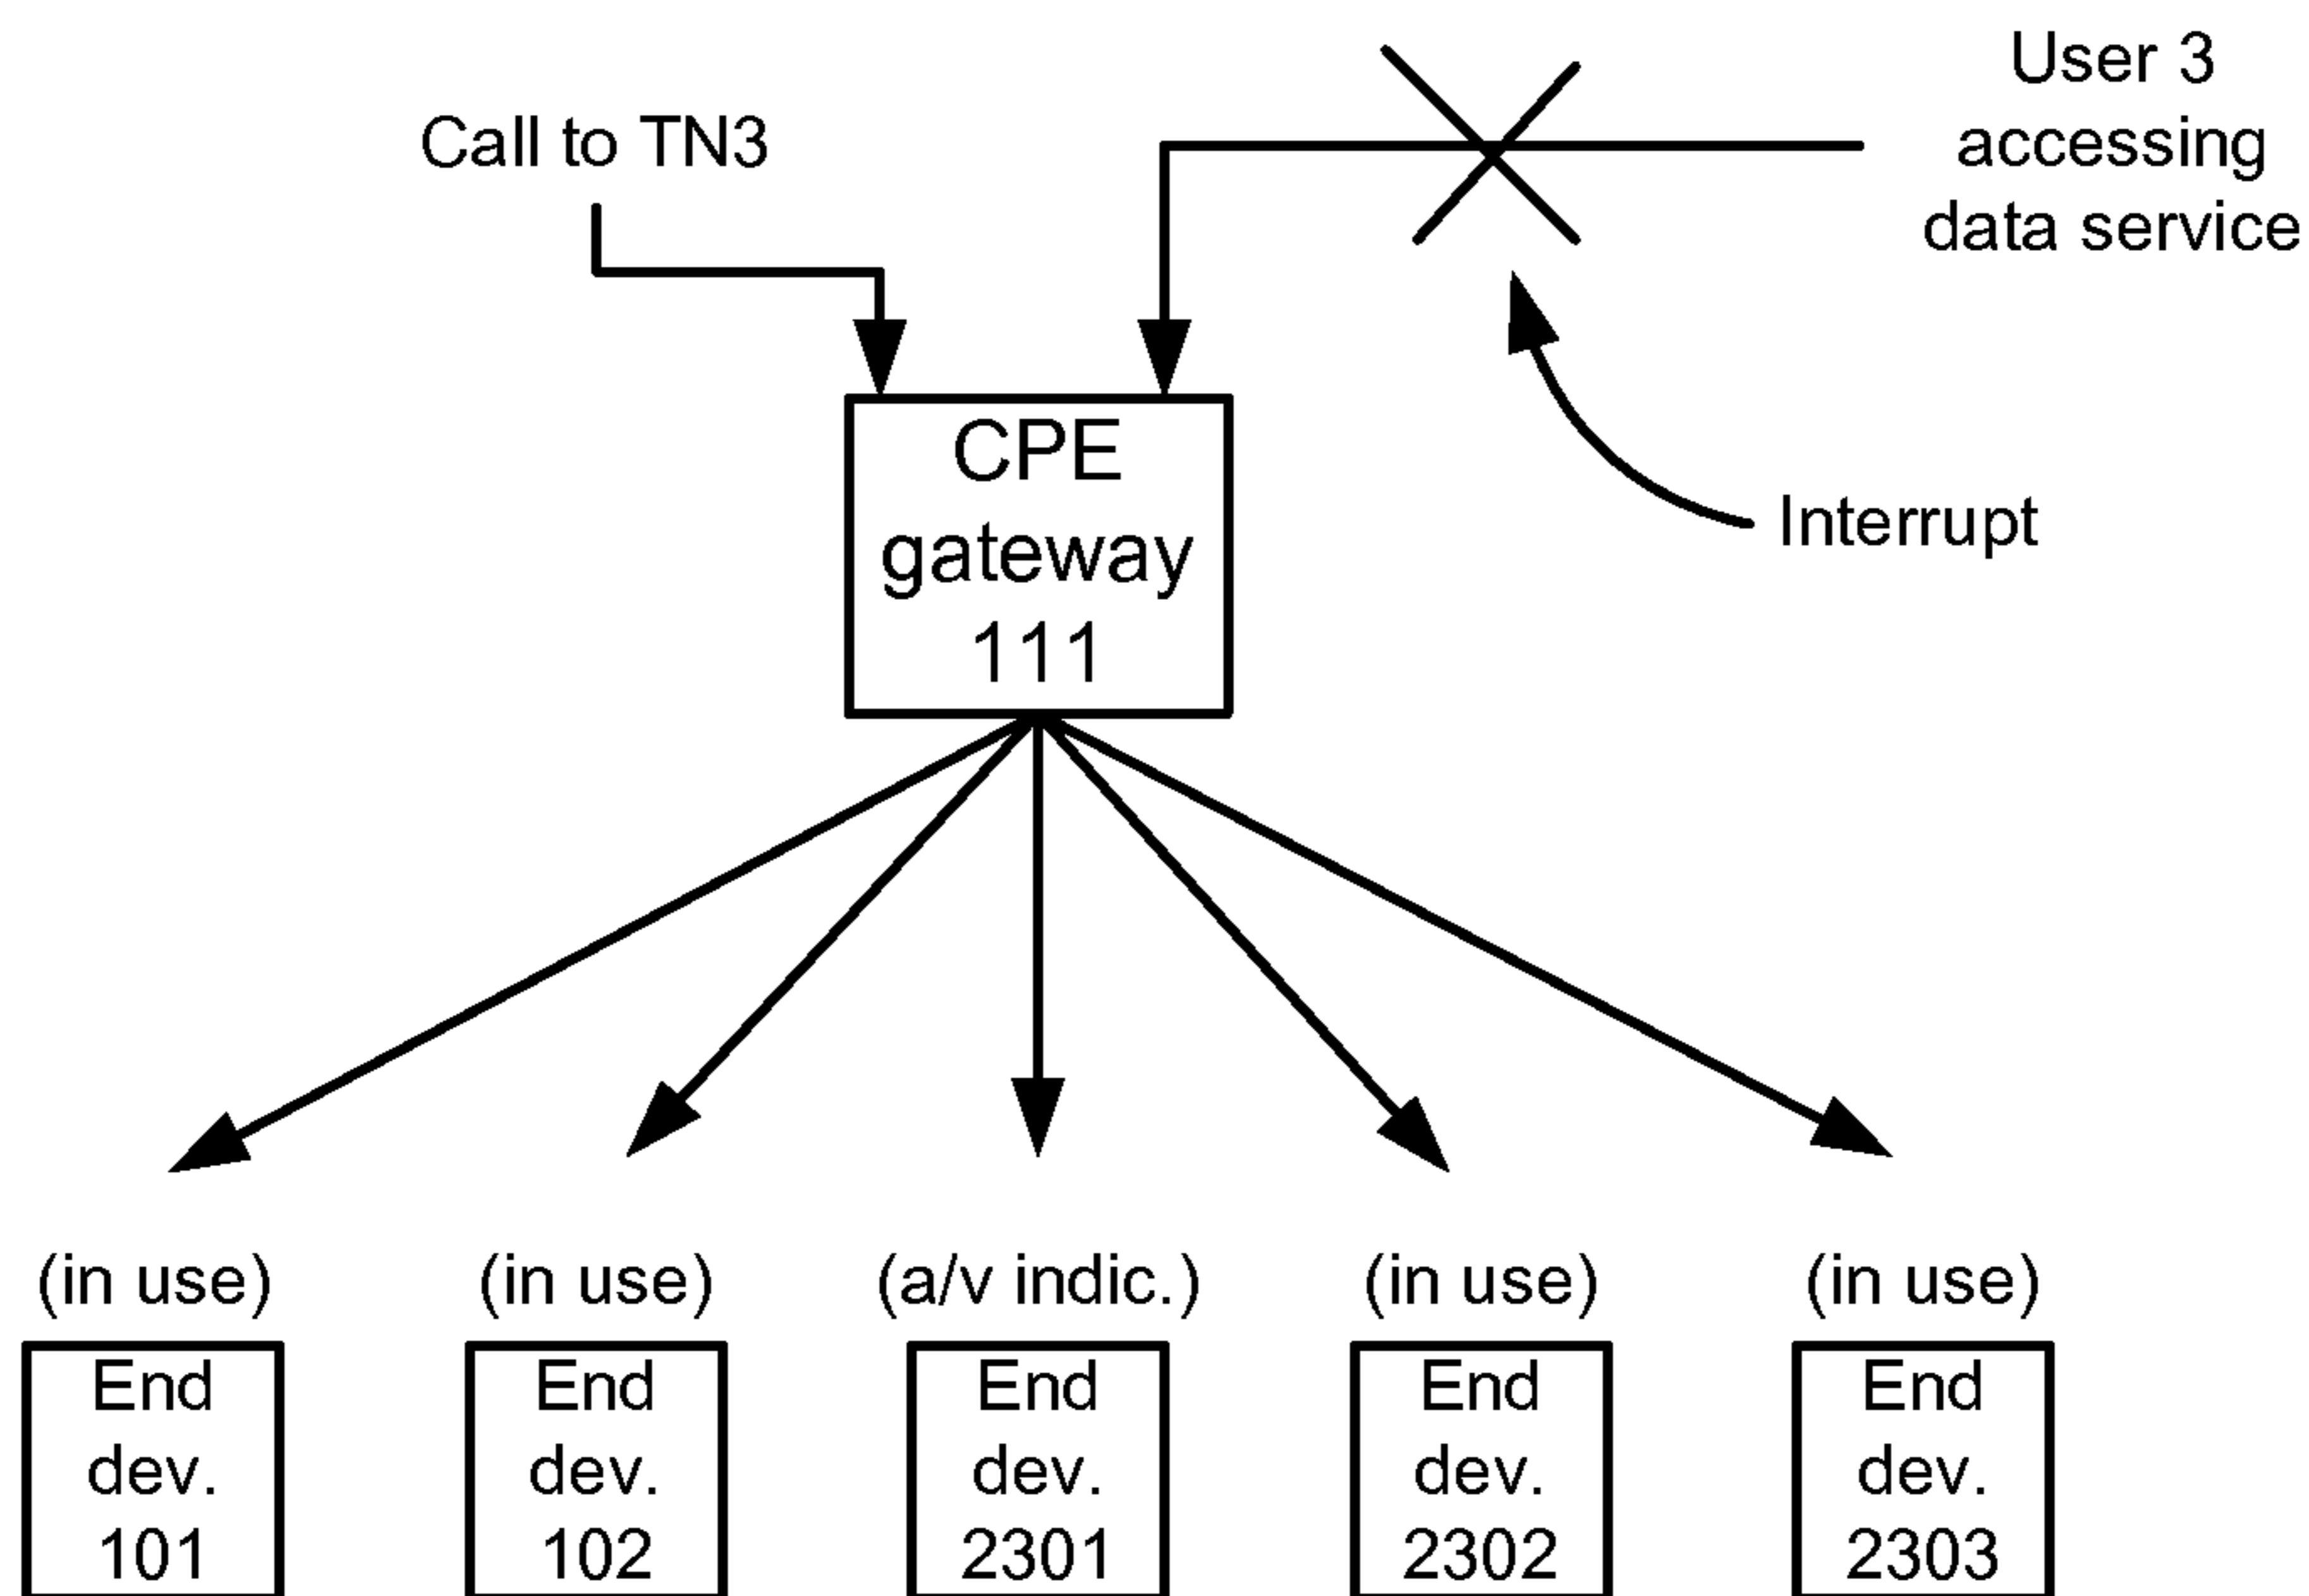 User 3
accessing
data service
Call to TN3
Interrupt
CPE
gateway
111
(in use)
(in use)
(a/v indic.)
(in use)
(in use)
End
dev.
101
End
dev.
102
End
dev.
2301
End
dev.
2302
End
dev.
2303